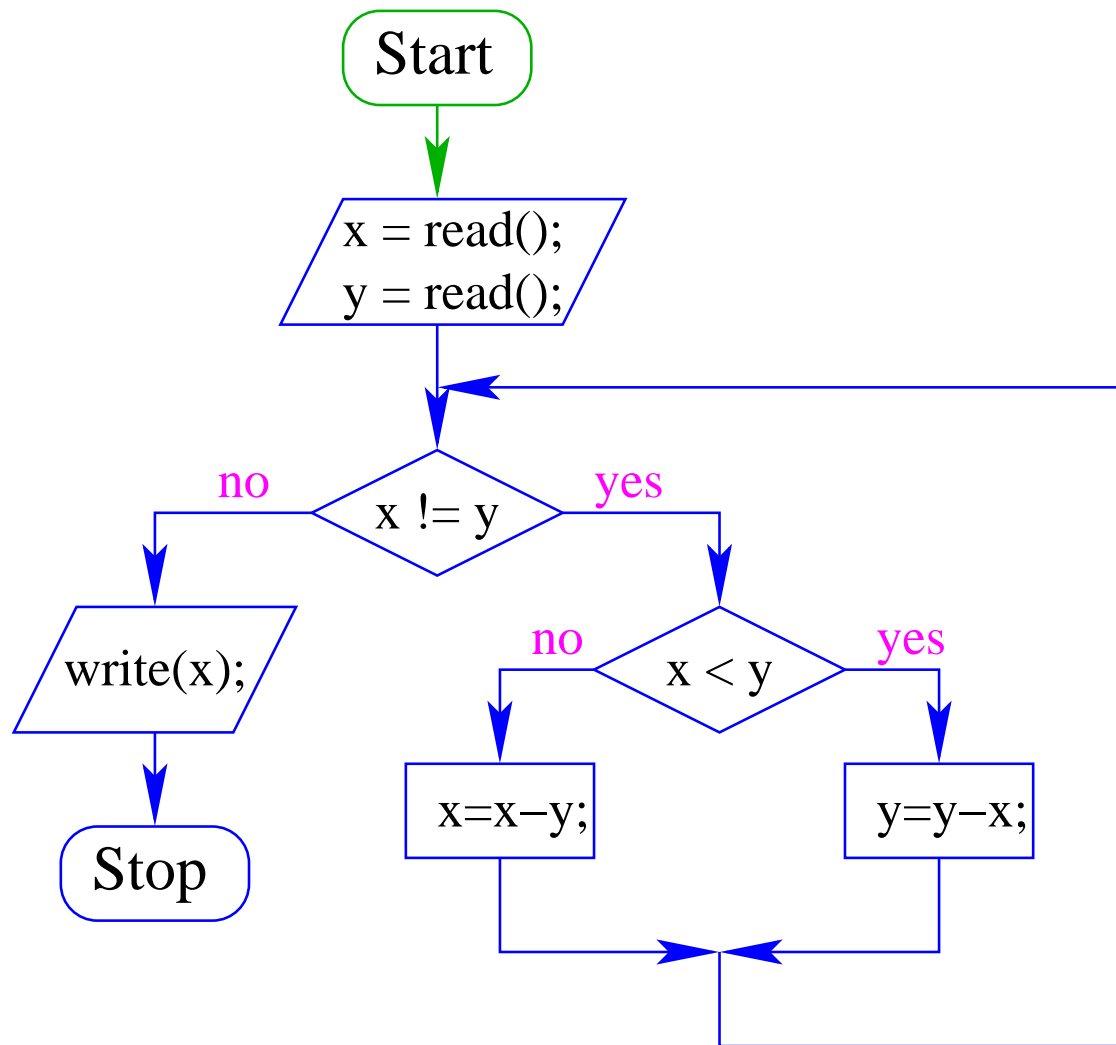 Start
x = read();
y = read();
no
yes
x != y
no
yes
write(x);
x < y
x=x−y;
y=y−x;
Stop